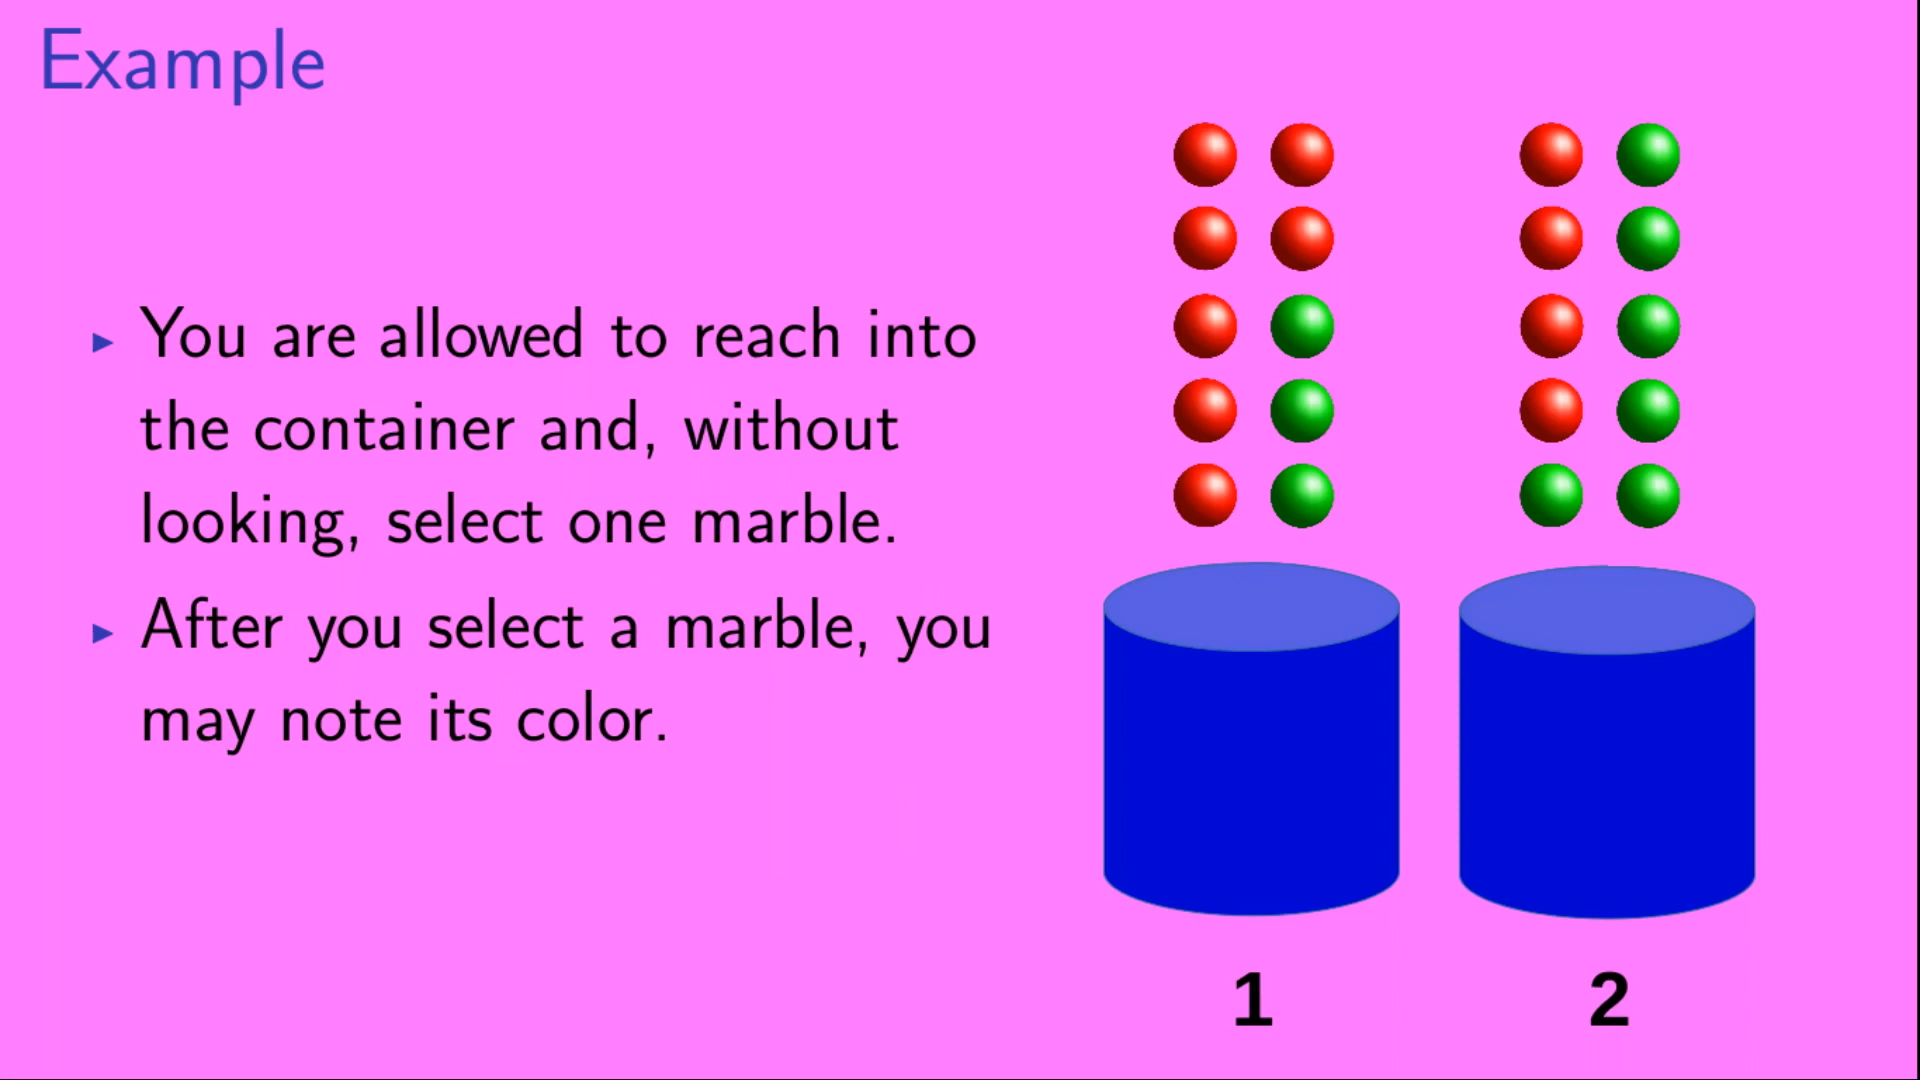 Example
▸ You are allowed to reach into
the container and, without
looking, select one marble.
▸ After you select a marble, you
may note its color.
1
2